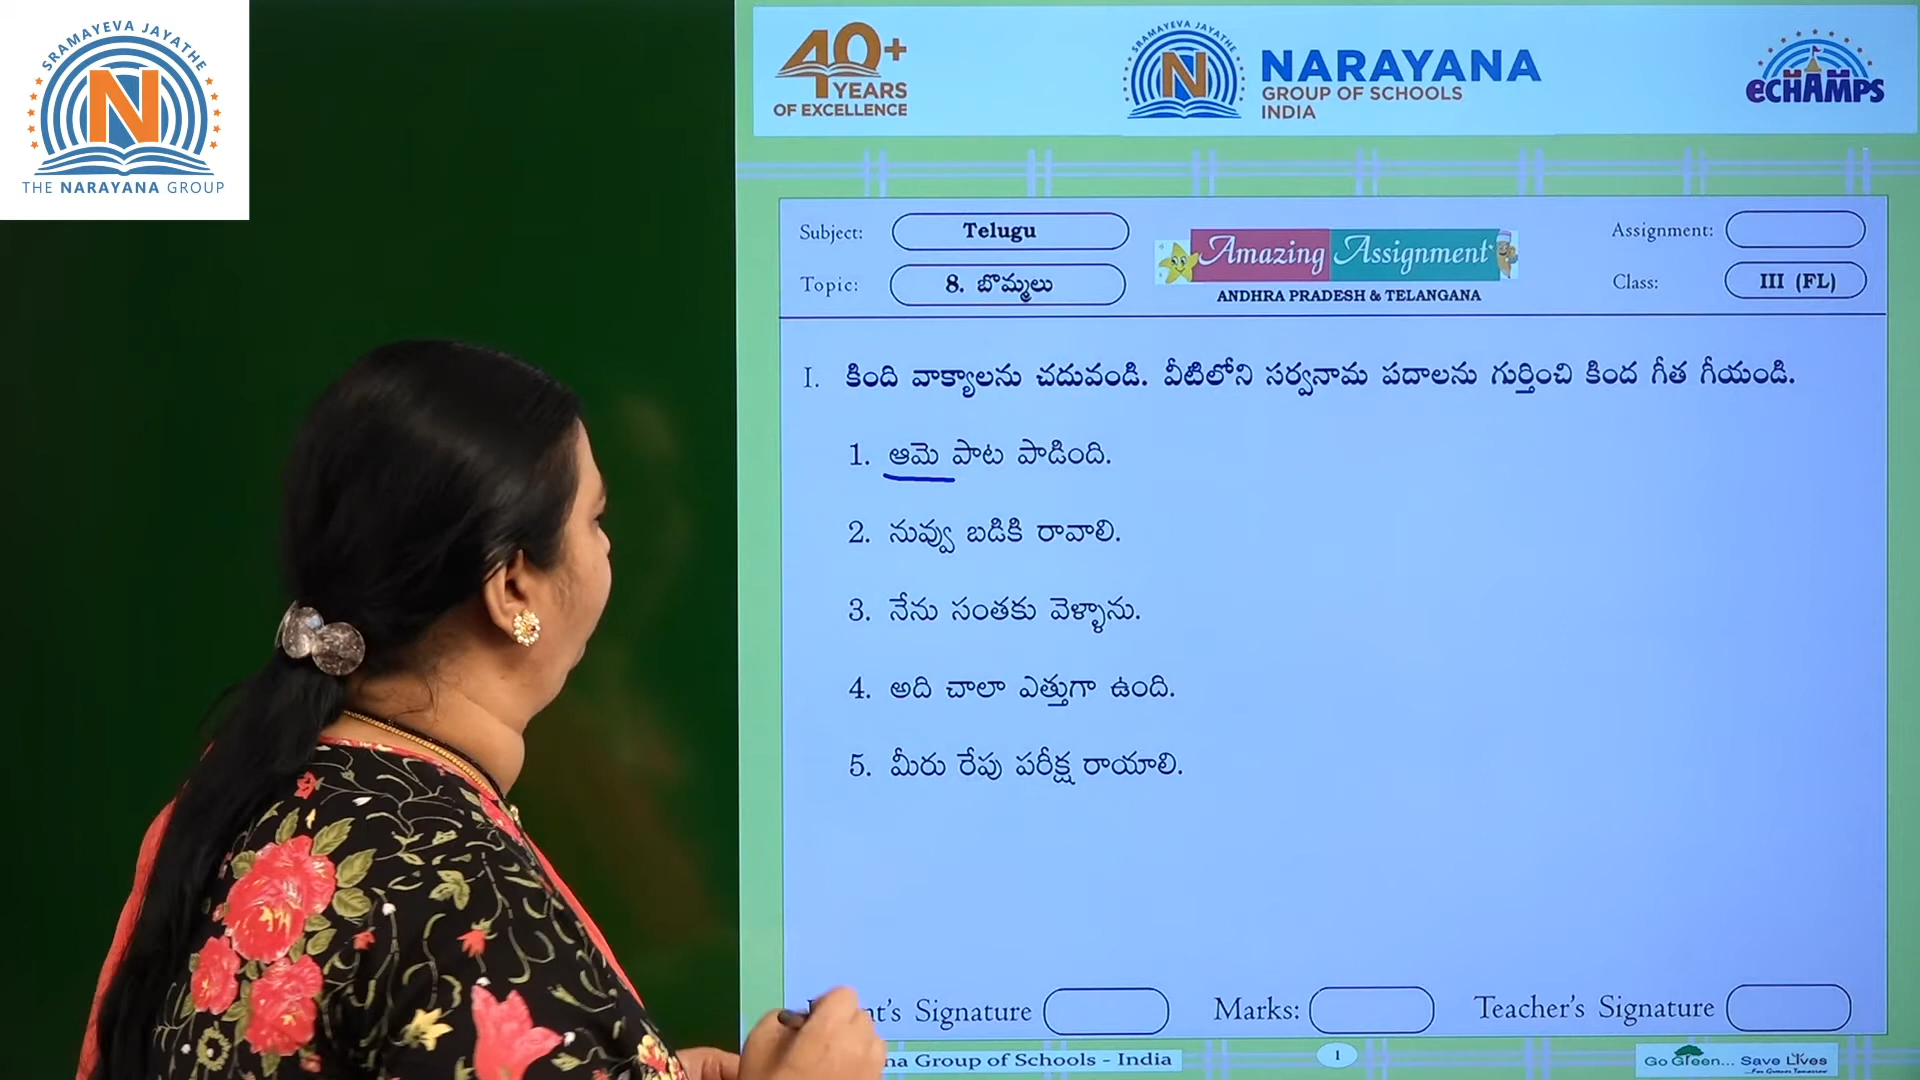 SRAMAYEVA JAYATHE
N
THE NARAYANA GROUP
40+
YEARS
OF EXCELLENCE
SRAMAYEVA JAYATHE
N
NARAYANA
GROUP OF SCHOOLS
INDIA
eCHAMPS
Subject: Telugu
Amazing Assignment
Assignment:
Topic: 8. బొమ్మలు
ANDHRA PRADESH & TELANGANA
Class: III (FL)
I. కింది వాక్యాలను చదువండి. వీటిలోని సర్వనామ పదాలను గుర్తించి కింద గీత గీయండి.
1. ఆమె పాట పాడింది.
2. నువ్వు బడికి రావాలి.
3. నేను సంతకు వెళ్ళాను.
4. అది చాలా ఎత్తుగా ఉంది.
5. మీరు రేపు పరీక్ష రాయాలి.
Signature Marks: Teacher's Signature
Group of Schools - India
1
Go Green... Save Lives